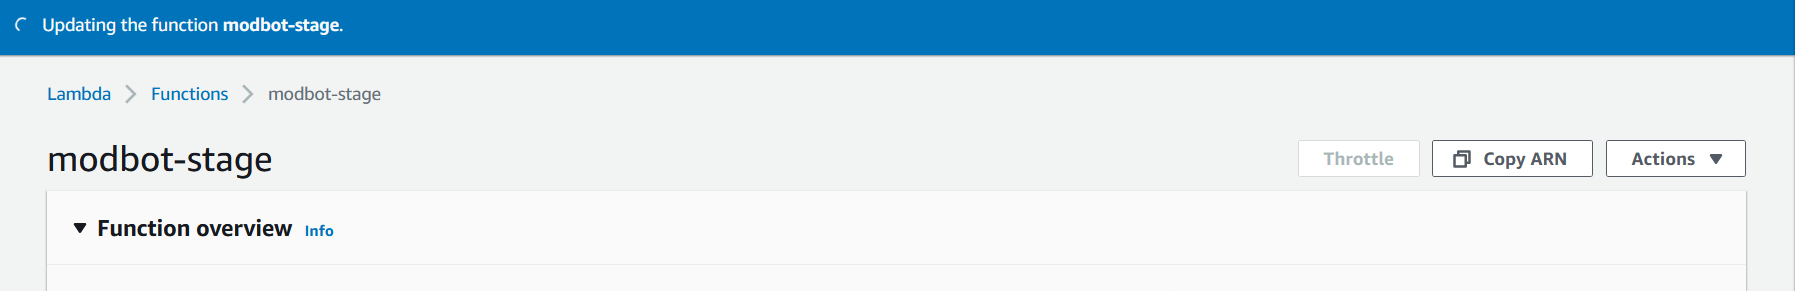 Updating the function modbot-stage.
Lambda Functions modbot-stage
modbot-stage
Throttle Copy ARN Actions
Function overview Info